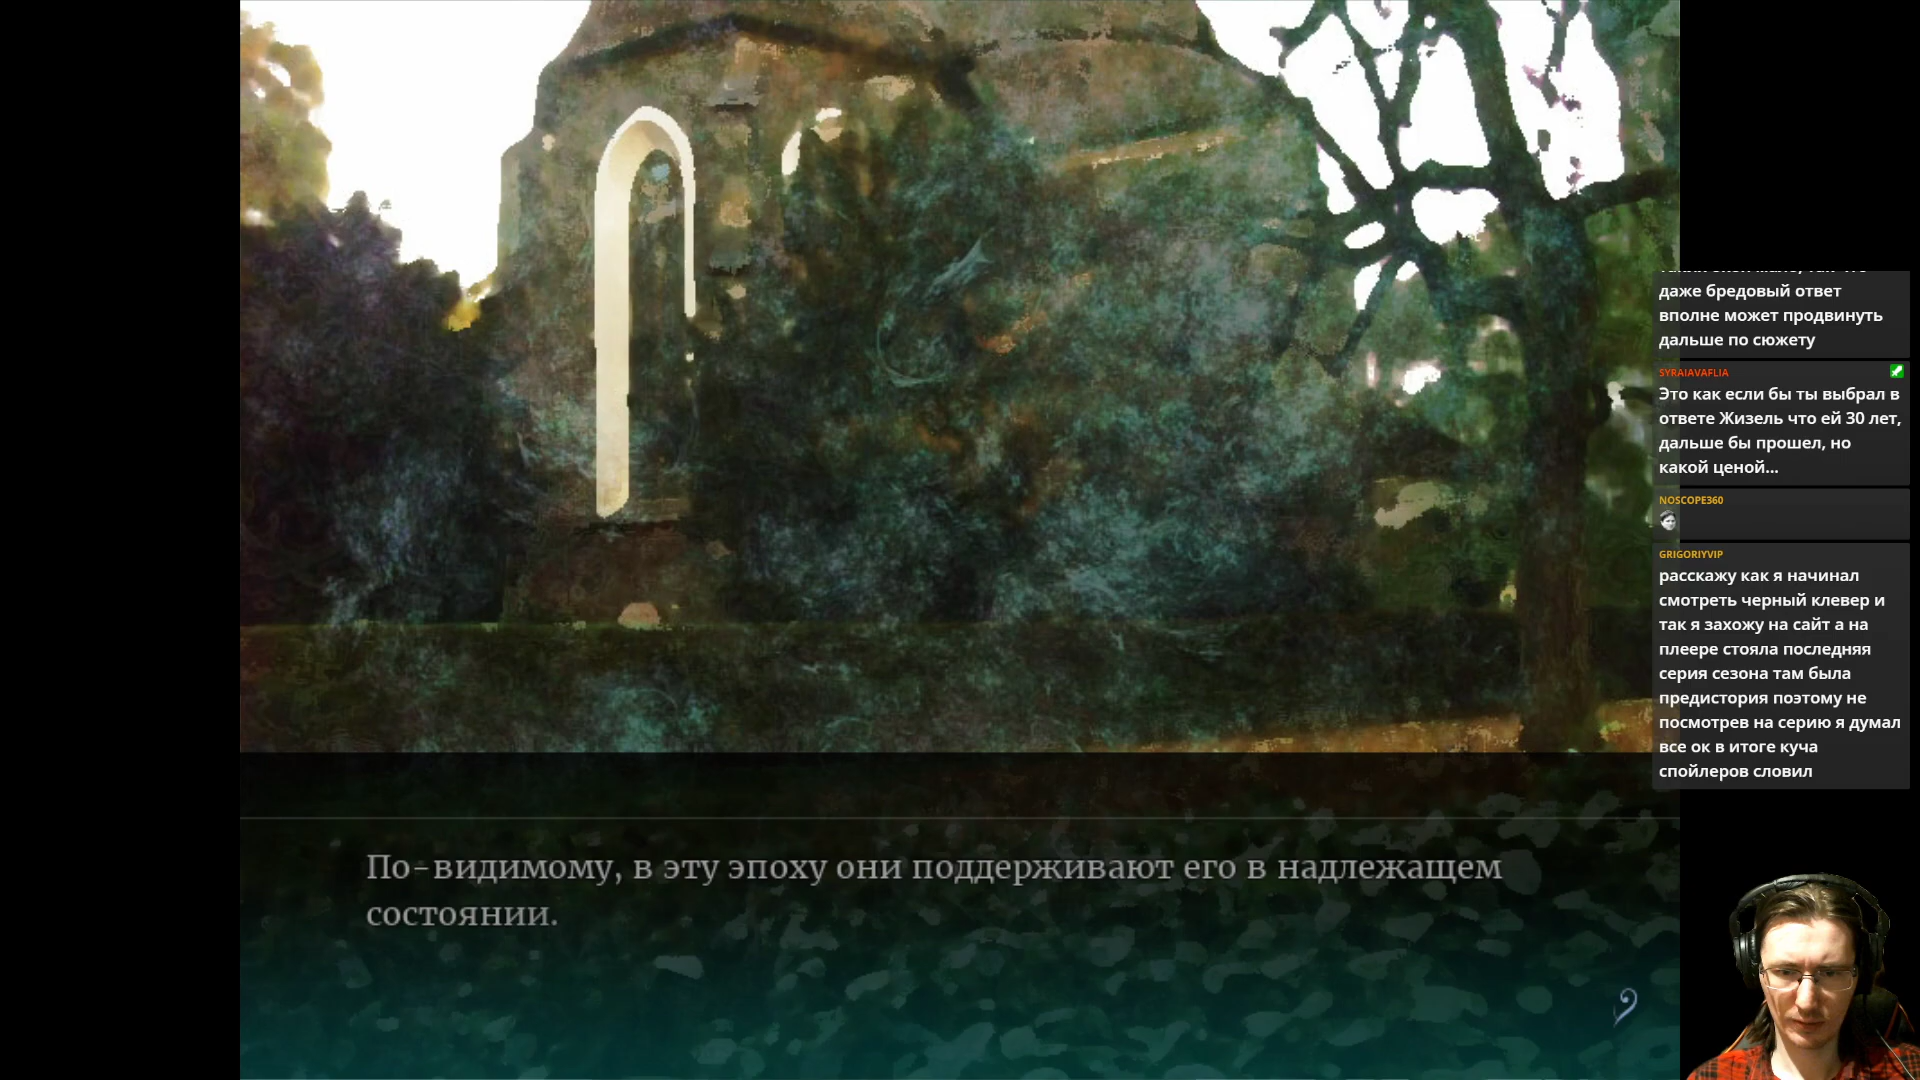 даже бредовый ответ
вполне может продвинуть
дальше по сюжету
SYRAIAVAFLIA
Это как если бы ты выбрал в
ответе Жизель что ей 30 лет,
дальше бы прошел, но
какой ценой...
NOSCOPE360
GRIGORIYVIP
расскажу как я начинал
смотреть черный клевер и
так я захожу на сайт а на
плеере стояла последняя
серия сезона там была
предистория поэтому не
посмотрев на серию я думал
все ок в итоге куча
спойлеров словил
По-видимому, в эту эпоху они поддерживают его в надлежащем
состоянии.